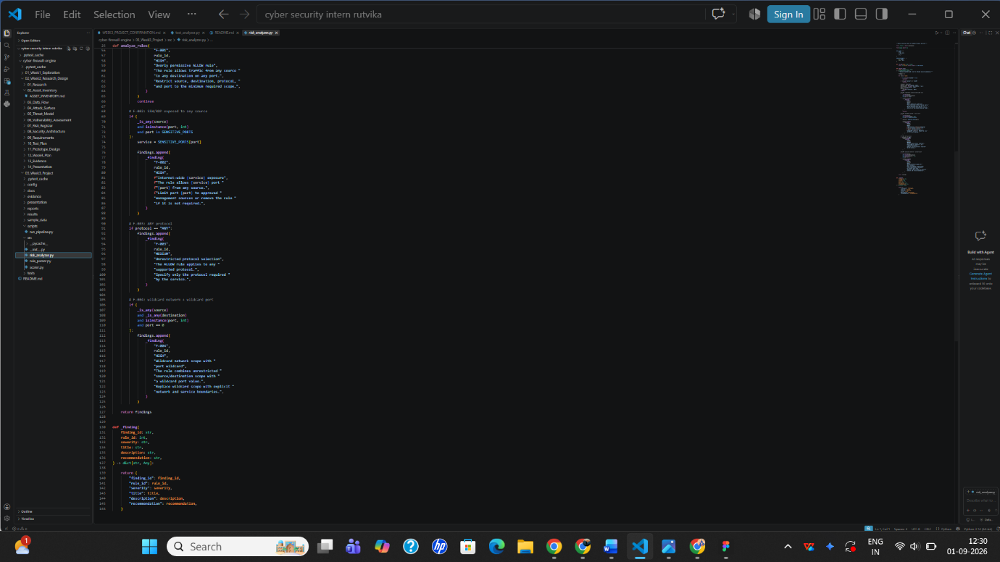 File Edit Selection View ··· cyber security intern rutvika Sign In
Explorer
WEEK3_PROJECT_CONFIRMATION.md test_analyzer.py README.md risk_analyzer.py
cyber-firewall-engine > 03_Week3_Project > src > risk_analyzer.py > ...
Open Editors
cyber security intern rutvika
.pytest_cache
cyber-firewall-engine
.pytest_cache
01_Week1_Exploration
02_Week2_Research_Design
01_Research
02_Asset_Inventory
ASSET_INVENTORY.md
03_Data_Flow
04_Attack_Surface
05_Threat_Model
06_Vulnerability_Assessment
07_Risk_Register
08_Security_Architecture
09_Requirements
10_Test_Plan
11_Prototype_Design
12_Week3_Plan
13_Evidence
14_Presentation
03_Week3_Project
.pytest_cache
config
docs
evidence
presentation
reports
results
sample_data
scripts
run_pipeline.py
src
__pycache__
__init__.py
risk_analyzer.py
rule_parser.py
scorer.py
tests
README.md
Outline
Timeline
25 def analyze_rules(
56 "F-001",
57 rule_id,
58 "HIGH",
59 "Overly permissive ALLOW rule",
60 "The rule allows traffic from any source "
61 "to any destination on any port.",
62 "Restrict source, destination, protocol, "
63 "and port to the minimum required scope.",
64 )
65 )
66 continue
67
68 # F-002: SSH/RDP exposed to any source
69 if (
70 _is_any(source)
71 and isinstance(port, int)
72 and port in SENSITIVE_PORTS
73 ):
74 service = SENSITIVE_PORTS[port]
75
76 findings.append(
77 _finding(
78 "F-002",
79 rule_id,
80 "HIGH",
81 f"Internet-wide {service} exposure",
82 f"The rule allows {service} port "
83 f"{port} from any source.",
84 f"Limit port {port} to approved "
85 "management sources or remove the rule "
86 "if it is not required.",
87 )
88 )
89
90 # F-003: ANY protocol
91 if protocol == "ANY":
92 findings.append(
93 _finding(
94 "F-003",
95 rule_id,
96 "MEDIUM",
97 "Unrestricted protocol selection",
98 "The ALLOW rule applies to any "
99 "supported protocol.",
100 "Specify only the protocol required "
101 "by the service.",
102 )
103 )
104
105 # F-004: wildcard network + wildcard port
106 if (
107 _is_any(source)
108 and _is_any(destination)
109 and isinstance(port, int)
110 and port == 0
111 ):
112 findings.append(
113 _finding(
114 "F-004",
115 rule_id,
116 "HIGH",
117 "Wildcard network scope with "
118 "port wildcard",
119 "The rule combines unrestricted "
120 "source/destination scope with "
121 "a wildcard port value.",
122 "Replace wildcard scope with explicit "
123 "network and service boundaries.",
124 )
125 )
126
127 return findings
128
129
130 def _finding(
131 finding_id: str,
132 rule_id: int,
133 severity: str,
134 title: str,
135 description: str,
136 recommendation: str,
137 ) -> dict[str, Any]:
138
139 return {
140 "finding_id": finding_id,
141 "rule_id": rule_id,
142 "severity": severity,
143 "title": title,
144 "description": description,
145 "recommendation": recommendation,
146 }
Chat
Build with Agent
AI responses
may be
inaccurate.
Generate Agent
Instructions to
onboard AI onto
your codebase.
risk_analyzer.py
Ln 1, Col 1 Spaces: 4 UTF-8 CRLF Python
1
Search
ENG
IN
12:30
01-09-2026